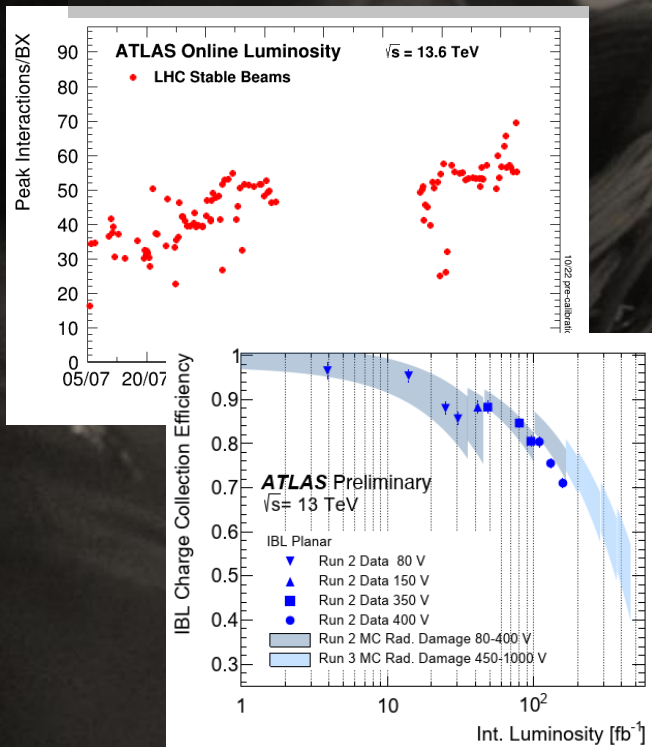 ATLAS Online Luminosity
√s = 13.6 TeV
LHC Stable Beams
Peak Interactions/BX
90
80
70
60
50
40
30
20
10
0
05/07 20/07
10/22 pre-calibratic
IBL Charge Collection Efficiency
1
0.9
0.8
0.7
0.6
0.5
0.4
0.3
ATLAS Preliminary
√s= 13 TeV
IBL Planar
Run 2 Data 80 V
Run 2 Data 150 V
Run 2 Data 350 V
Run 2 Data 400 V
Run 2 MC Rad. Damage 80-400 V
Run 3 MC Rad. Damage 450-1000 V
1 10 10²
Int. Luminosity [fb⁻¹]